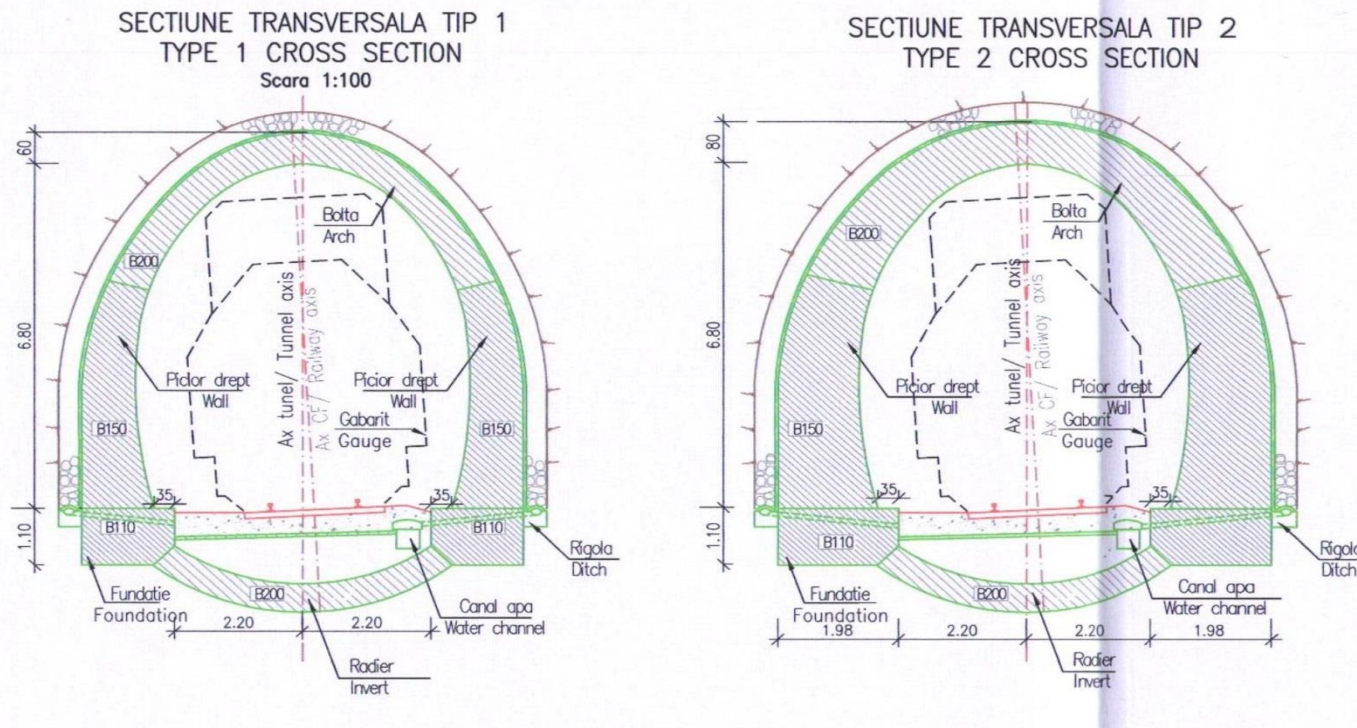 SECTIUNE TRANSVERSALA TIP 1
TYPE 1 CROSS SECTION
Scara 1:100
60
6.80
1.10
Bolta
Arch
B200
Ax tunel/ Tunnel axis
Ax CF/ Railway axis
Picior drept
Wall
Picior drept
Wall
Gabarit
Gauge
B150
B150
35
35
B110
B110
Rigola
Ditch
Fundatie
Foundation
B200
Canal apa
Water channel
2.20
2.20
Radier
Invert
SECTIUNE TRANSVERSALA TIP 2
TYPE 2 CROSS SECTION
80
6.80
1.10
Bolta
Arch
B200
Ax tunel/ Tunnel axis
Ax CF/ Railway axis
Picior drept
Wall
Picior drept
Wall
Gabarit
Gauge
B150
35
35
B110
Rigola
Ditch
Fundatie
Foundation
B200
Canal apa
Water channel
1.98
2.20
2.20
1.98
Radier
Invert